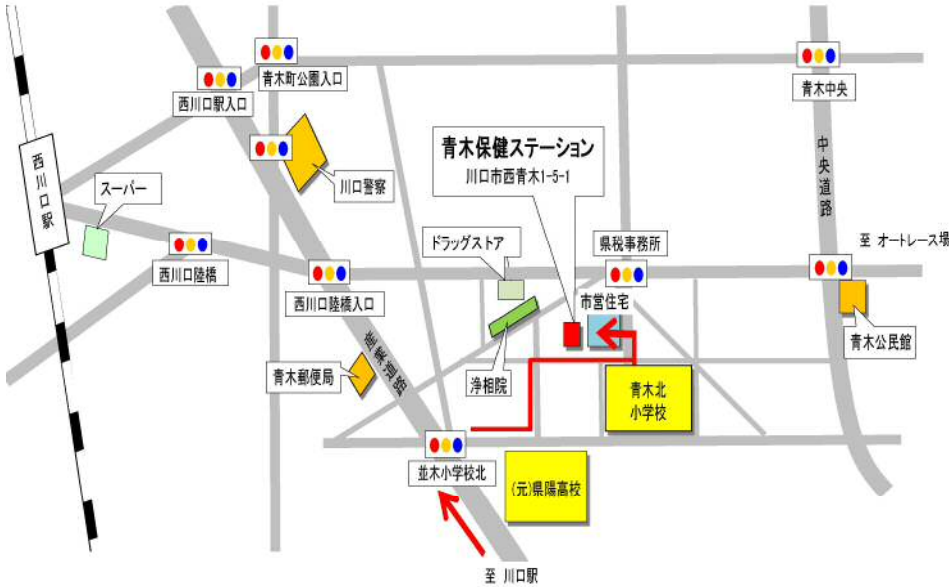 青木町公園入口
西川口駅入口
青木中央
西川口駅
スーパー
川口警察
青木保健ステーション
川口市西青木1-5-1
中央道路
西川口陸橋
西川口陸橋入口
ドラッグストア
県税事務所
至 オートレース場
市営住宅
青木公民館
産業道路
青木郵便局
浄相院
青木北
小学校
並木小学校北
(元)県陽高校
至 川口駅